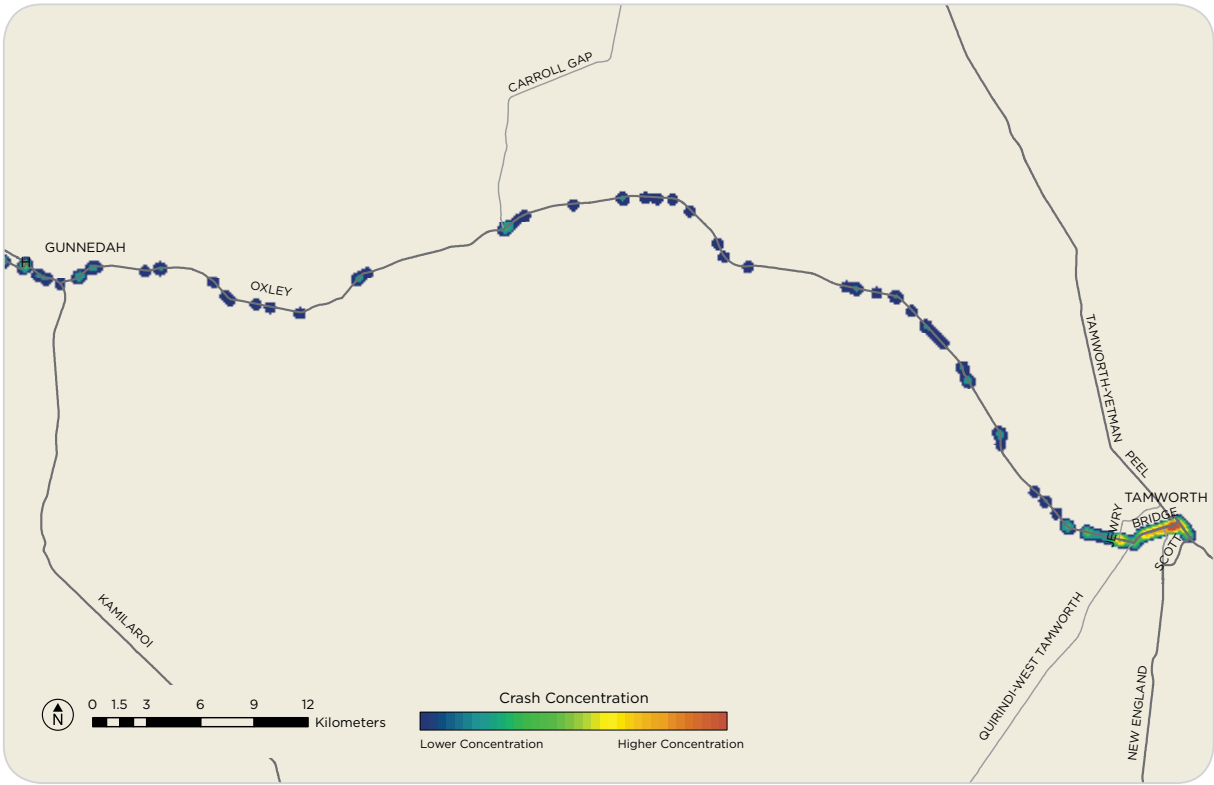 CARROLL GAP
GUNNEDAH
H
OXLEY
TAMWORTH-YETMAN
PEEL
TAMWORTH
JEWRY
BRIDGE
SCOTT
KAMILAROI
QUIRINDI-WEST TAMWORTH
NEW ENGLAND
N
0 1.5 3 6 9 12
Kilometers
Crash Concentration
Lower Concentration Higher Concentration